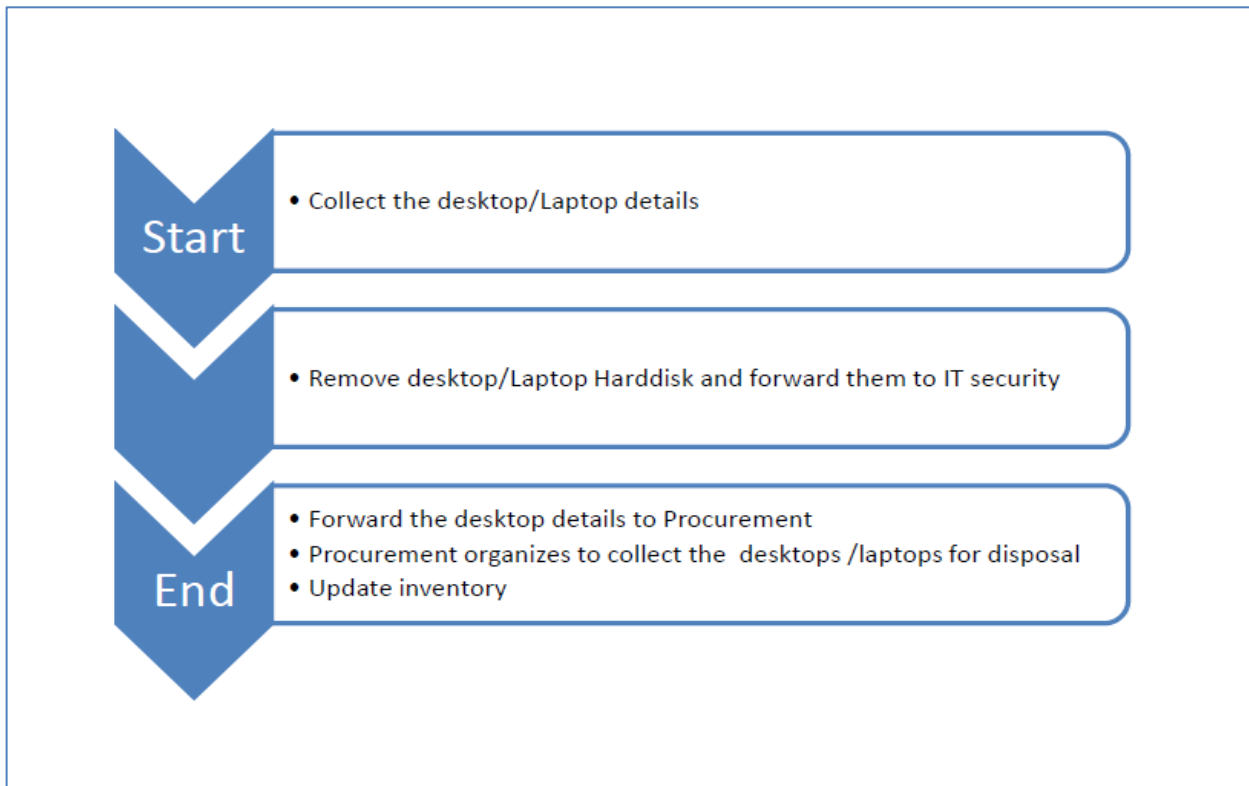 Start
• Collect the desktop/Laptop details
• Remove desktop/Laptop Harddisk and forward them to IT security
End
• Forward the desktop details to Procurement
• Procurement organizes to collect the  desktops /laptops for disposal
• Update inventory